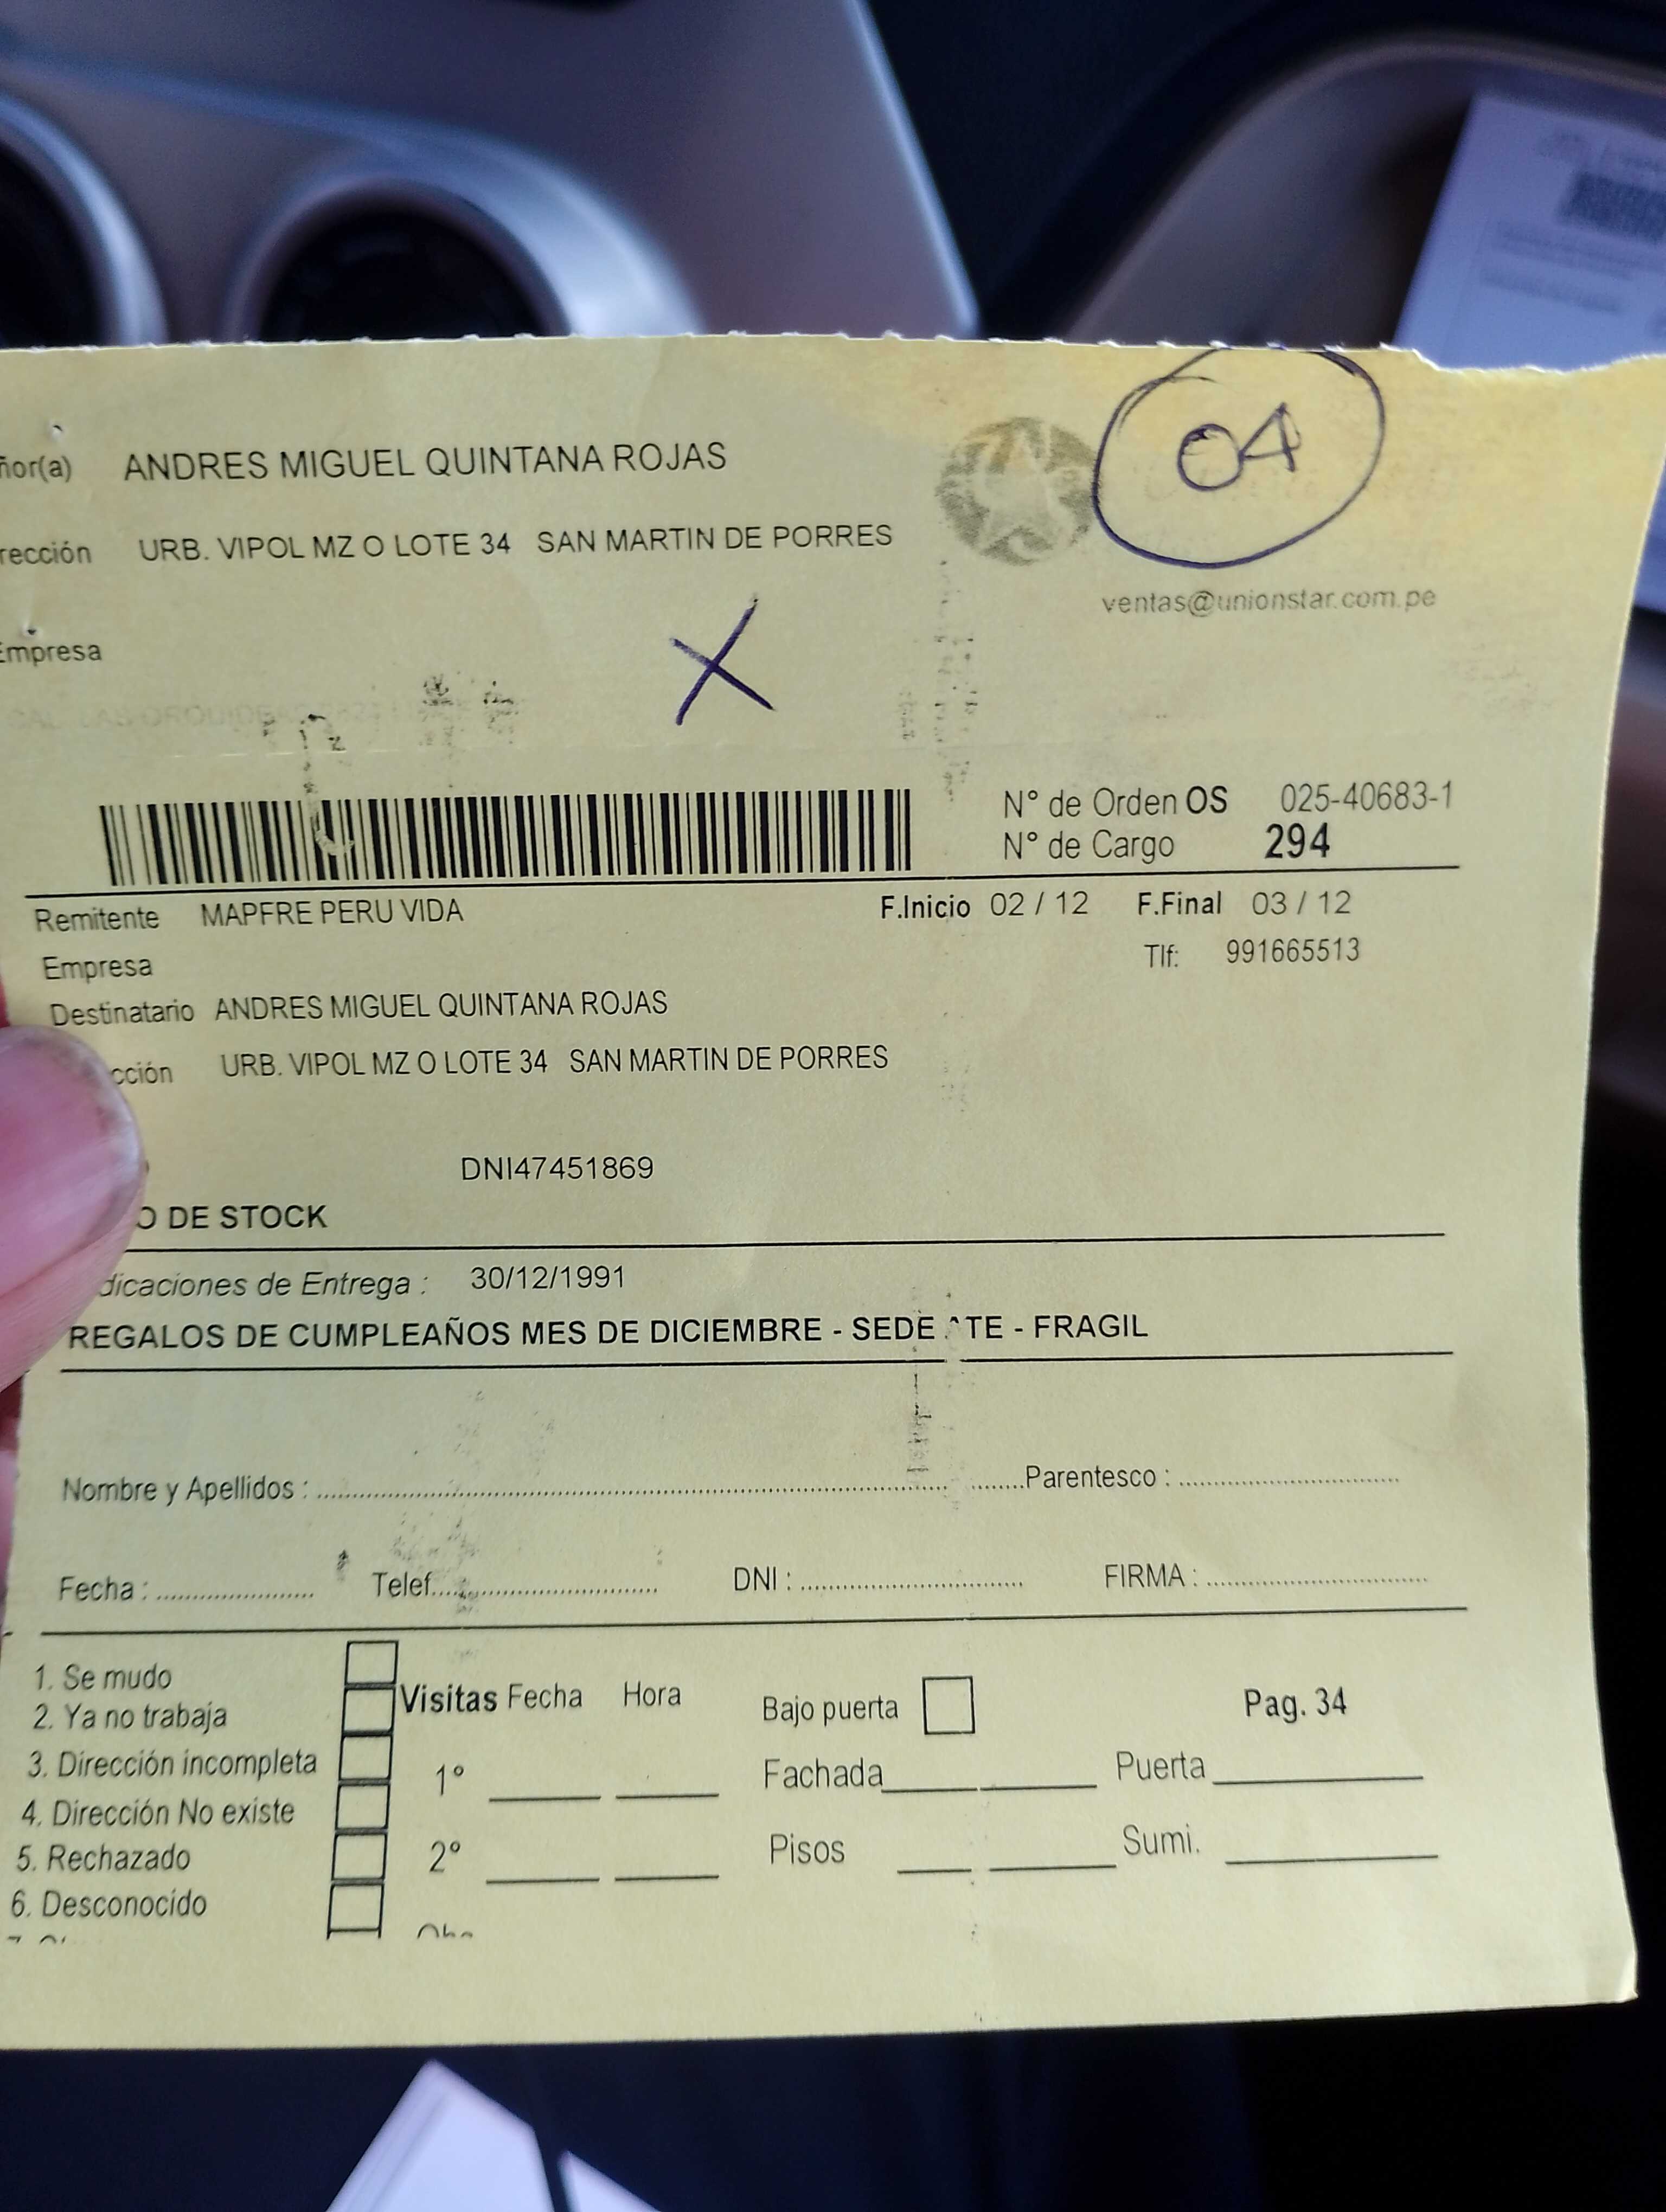 ñor(a) ANDRES MIGUEL QUINTANA ROJAS
04
rección URB. VIPOL MZ O LOTE 34 SAN MARTIN DE PORRES
ventas@unionstar.com.pe
Empresa
X
N° de Orden OS 025-40683-1
N° de Cargo 294
Remitente MAPFRE PERU VIDA F.Inicio 02 / 12 F.Final 03 / 12
Empresa Tlf: 991665513
Destinatario ANDRES MIGUEL QUINTANA ROJAS
cción URB. VIPOL MZ O LOTE 34 SAN MARTIN DE PORRES
DNI47451869
O DE STOCK
dicaciones de Entrega : 30/12/1991
REGALOS DE CUMPLEAÑOS MES DE DICIEMBRE - SEDE TE - FRAGIL
Nombre y Apellidos : Parentesco :
Fecha : Telef. DNI : FIRMA :
1. Se mudo
2. Ya no trabaja
3. Dirección incompleta
4. Dirección No existe
5. Rechazado
6. Desconocido
Visitas Fecha Hora
1°
2°
Bajo puerta Pag. 34
Fachada Puerta
Pisos Sumi.